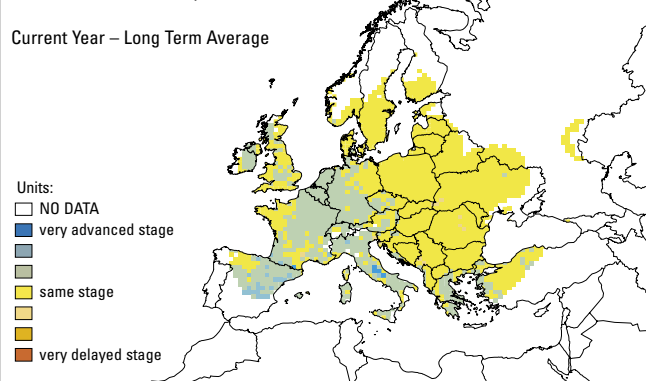 Current Year – Long Term Average
Units:
NO DATA
very advanced stage
same stage
very delayed stage